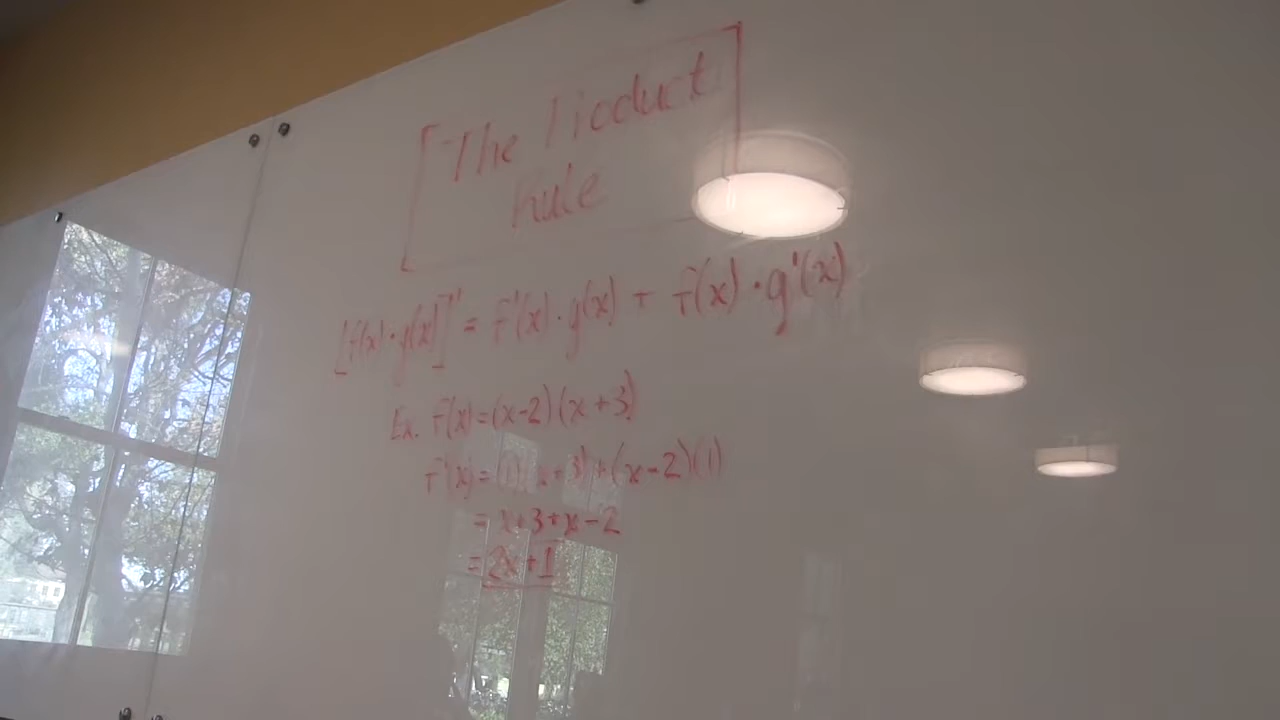 The Product
Rule
[f(x)·g(x)]' = f'(x)·g(x) + f(x)·g'(x)
Ex. f(x)=(x-2)(x+3)
f'(x)=(1)(x+3)+(x-2)(1)
= x+3+x-2
= 2x+1